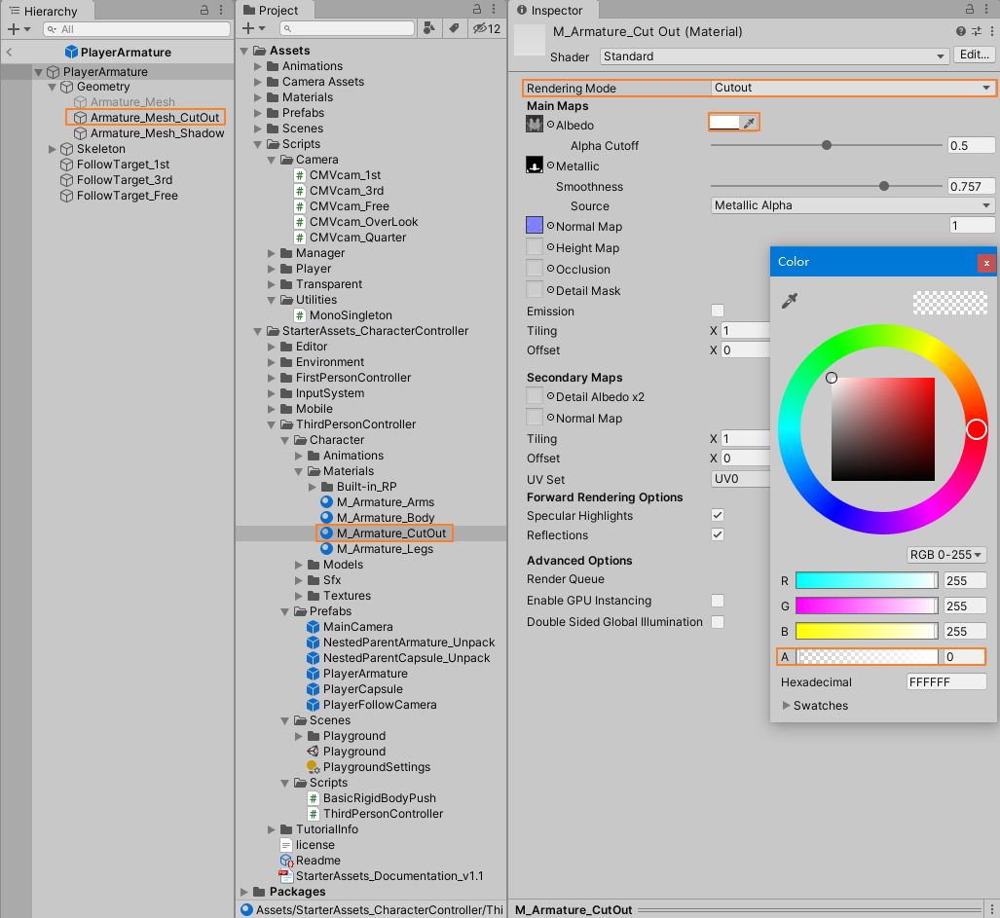 Hierarchy
All
PlayerArmature
PlayerArmature
Geometry
Armature_Mesh
Armature_Mesh_CutOut
Armature_Mesh_Shadow
Skeleton
FollowTarget_1st
FollowTarget_3rd
FollowTarget_Free
Project
12
Assets
Animations
Camera Assets
Materials
Prefabs
Scenes
Scripts
Camera
# CMVcam_1st
# CMVcam_3rd
# CMVcam_Free
# CMVcam_OverLook
# CMVcam_Quarter
Manager
Player
Transparent
Utilities
# MonoSingleton
StarterAssets_CharacterController
Editor
Environment
FirstPersonController
InputSystem
Mobile
ThirdPersonController
Character
Animations
Materials
Built-in_RP
M_Armature_Arms
M_Armature_Body
M_Armature_CutOut
M_Armature_Legs
Models
Sfx
Textures
Prefabs
MainCamera
NestedParentArmature_Unpack
NestedParentCapsule_Unpack
PlayerArmature
PlayerCapsule
PlayerFollowCamera
Scenes
Playground
Playground
PlaygroundSettings
Scripts
# BasicRigidBodyPush
# ThirdPersonController
TutorialInfo
license
Readme
StarterAssets_Documentation_v1.1
Packages
Assets/StarterAssets_CharacterController/Thi
Inspector
M_Armature_Cut Out (Material)
Shader Standard Edit...
Rendering Mode Cutout
Main Maps
Albedo
Alpha Cutoff 0.5
Metallic
Smoothness 0.757
Source Metallic Alpha
Normal Map 1
Height Map
Occlusion
Detail Mask
Emission
Tiling X 1
Offset X 0
Secondary Maps
Detail Albedo x2
Normal Map
Tiling X 1
Offset X 0
UV Set UV0
Forward Rendering Options
Specular Highlights
Reflections
Advanced Options
Render Queue
Enable GPU Instancing
Double Sided Global Illumination
M_Armature_CutOut
Color x
RGB 0-255
R 255
G 255
B 255
A 0
Hexadecimal FFFFFF
Swatches